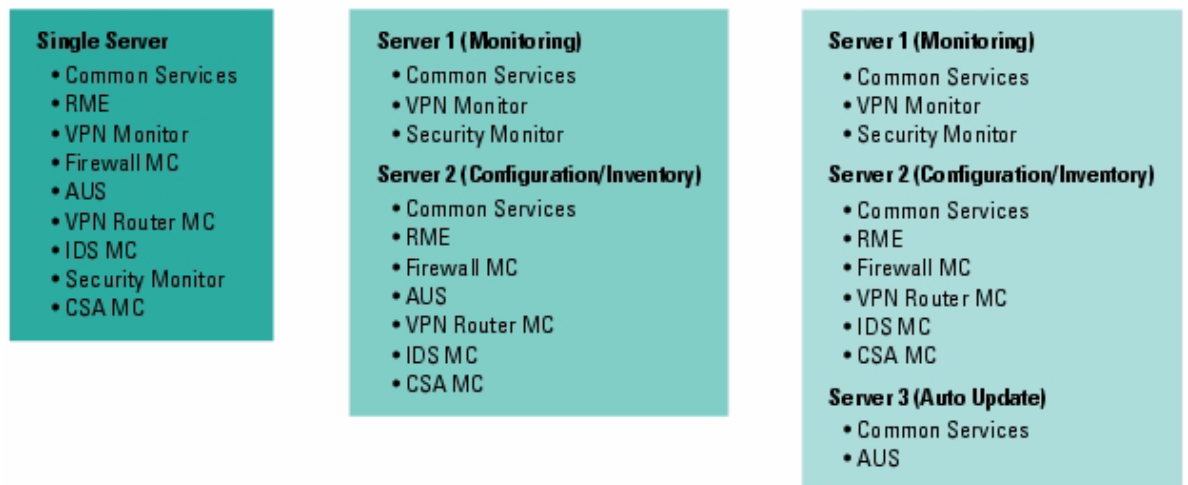 Single Server
• Common Services
• RME
• VPN Monitor
• Firewall MC
• AUS
• VPN Router MC
• IDS MC
• Security Monitor
• CSA MC
Server 1 (Monitoring)
• Common Services
• VPN Monitor
• Security Monitor
Server 2 (Configuration/Inventory)
• Common Services
• RME
• Firewall MC
• AUS
• VPN Router MC
• IDS MC
• CSA MC
Server 1 (Monitoring)
• Common Services
• VPN Monitor
• Security Monitor
Server 2 (Configuration/Inventory)
• Common Services
• RME
• Firewall MC
• VPN Router MC
• IDS MC
• CSA MC
Server 3 (Auto Update)
• Common Services
• AUS